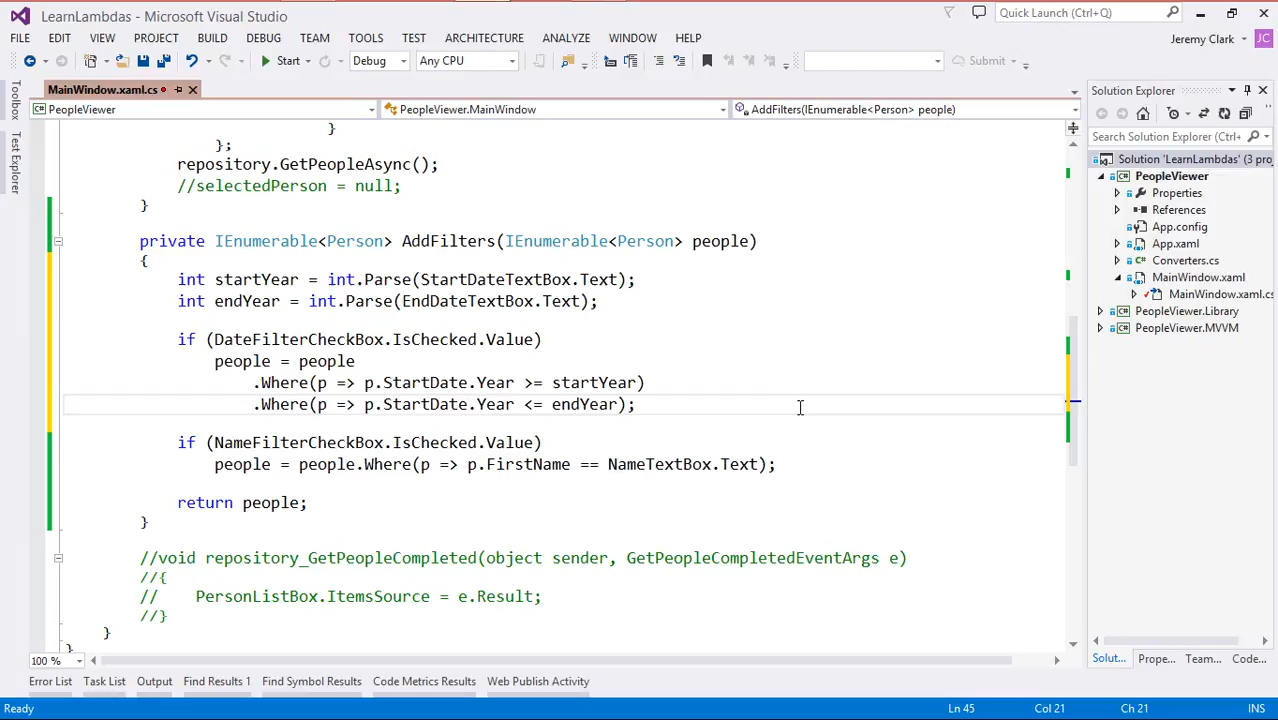 LearnLambdas - Microsoft Visual Studio
Quick Launch (Ctrl+Q)
FILE EDIT VIEW PROJECT BUILD DEBUG TEAM TOOLS TEST ARCHITECTURE ANALYZE WINDOW HELP
Jeremy Clark JC
Start Debug Any CPU Submit
MainWindow.xaml.cs
Solution Explorer
PeopleViewer PeopleViewer.MainWindow AddFilters(IEnumerable<Person> people)
Toolbox
Test Explorer
}
};
repository.GetPeopleAsync();
//selectedPerson = null;
}
private IEnumerable<Person> AddFilters(IEnumerable<Person> people)
{
int startYear = int.Parse(StartDateTextBox.Text);
int endYear = int.Parse(EndDateTextBox.Text);
if (DateFilterCheckBox.IsChecked.Value)
people = people
.Where(p => p.StartDate.Year >= startYear)
.Where(p => p.StartDate.Year <= endYear);
if (NameFilterCheckBox.IsChecked.Value)
people = people.Where(p => p.FirstName == NameTextBox.Text);
return people;
}
//void repository_GetPeopleCompleted(object sender, GetPeopleCompletedEventArgs e)
//{
//    PersonListBox.ItemsSource = e.Result;
//}
}
}
Search Solution Explorer (Ctrl+
Solution 'LearnLambdas' (3 proj
PeopleViewer
Properties
References
App.config
App.xaml
Converters.cs
MainWindow.xaml
MainWindow.xaml.cs
PeopleViewer.Library
PeopleViewer.MVVM
100 %
Solut... Prope... Team... Code...
Error List Task List Output Find Results 1 Find Symbol Results Code Metrics Results Web Publish Activity
Ready Ln 45 Col 21 Ch 21 INS